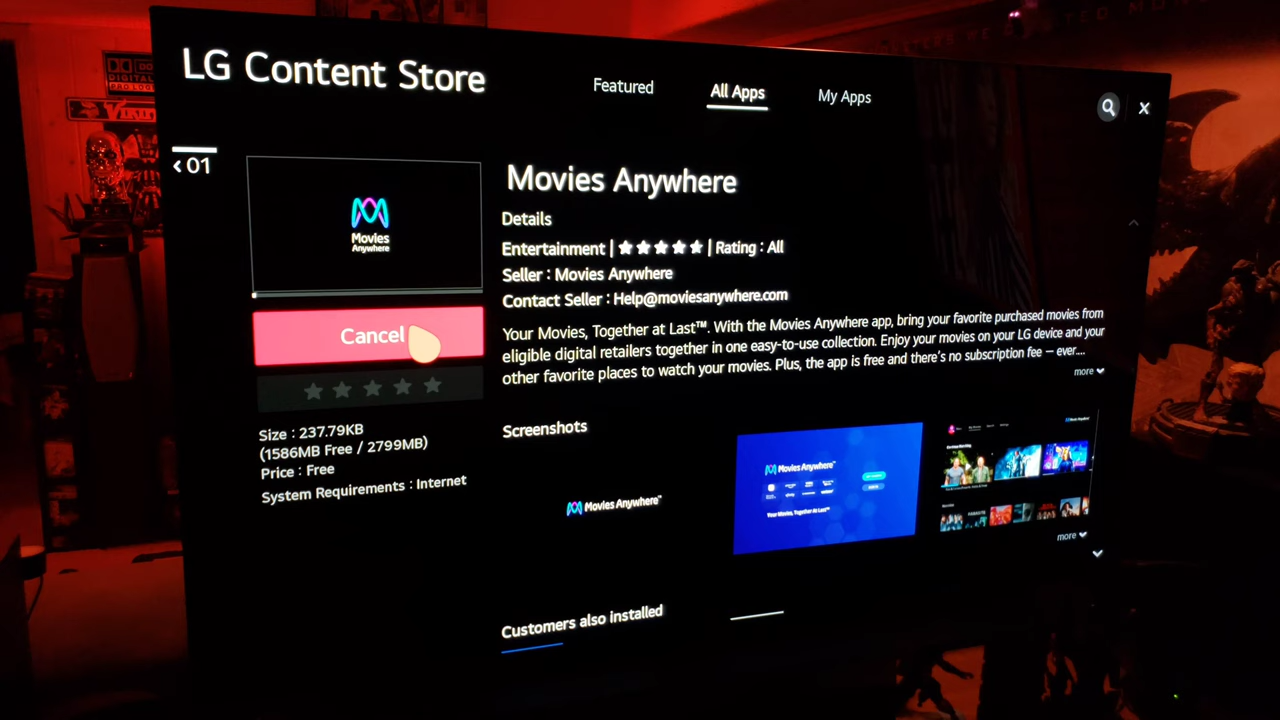 LG Content Store
Featured
All Apps
My Apps
01
Movies
Anywhere
Cancel
Size : 237.79KB
(1586MB Free / 2799MB)
Price : Free
System Requirements : Internet
Movies Anywhere
Details
Entertainment | ★★★★★ | Rating : All
Seller : Movies Anywhere
Contact Seller : Help@moviesanywhere.com
Your Movies, Together at Last™. With the Movies Anywhere app, bring your favorite purchased movies from
eligible digital retailers together in one easy-to-use collection. Enjoy your movies on your LG device and your
other favorite places to watch your movies. Plus, the app is free and there's no subscription fee — ever....
more
Screenshots
Movies Anywhere™
Movies Anywhere™
Your Movies, Together At Last™
more
Customers also installed